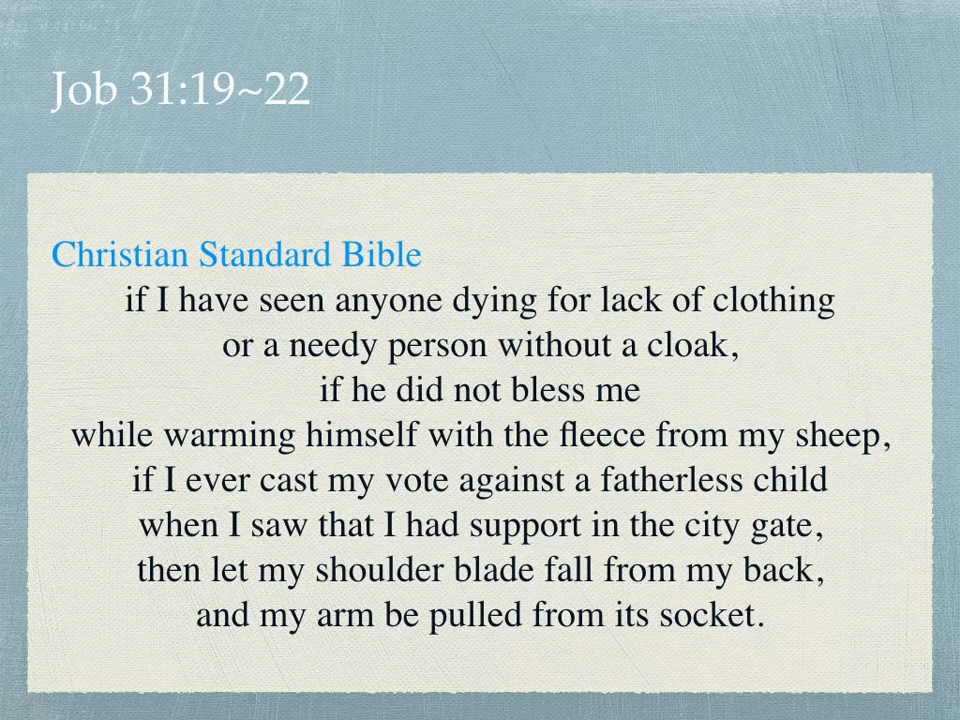 Job 31:19~22
Christian Standard Bible
if I have seen anyone dying for lack of clothing
or a needy person without a cloak,
if he did not bless me
while warming himself with the fleece from my sheep,
if I ever cast my vote against a fatherless child
when I saw that I had support in the city gate,
then let my shoulder blade fall from my back,
and my arm be pulled from its socket.